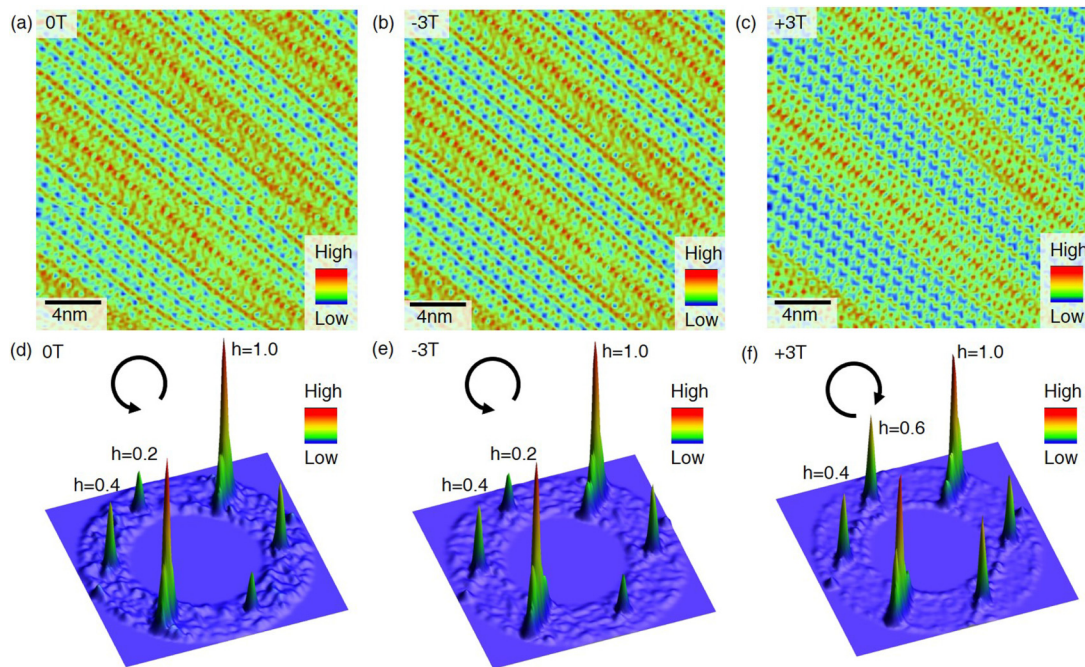 (a) 0T
High
Low
4nm
(b) -3T
High
Low
4nm
(c) +3T
High
Low
4nm
(d) 0T
h=1.0
High
Low
h=0.2
h=0.4
(e) -3T
h=1.0
High
Low
h=0.2
h=0.4
(f) +3T
h=1.0
High
Low
h=0.6
h=0.4